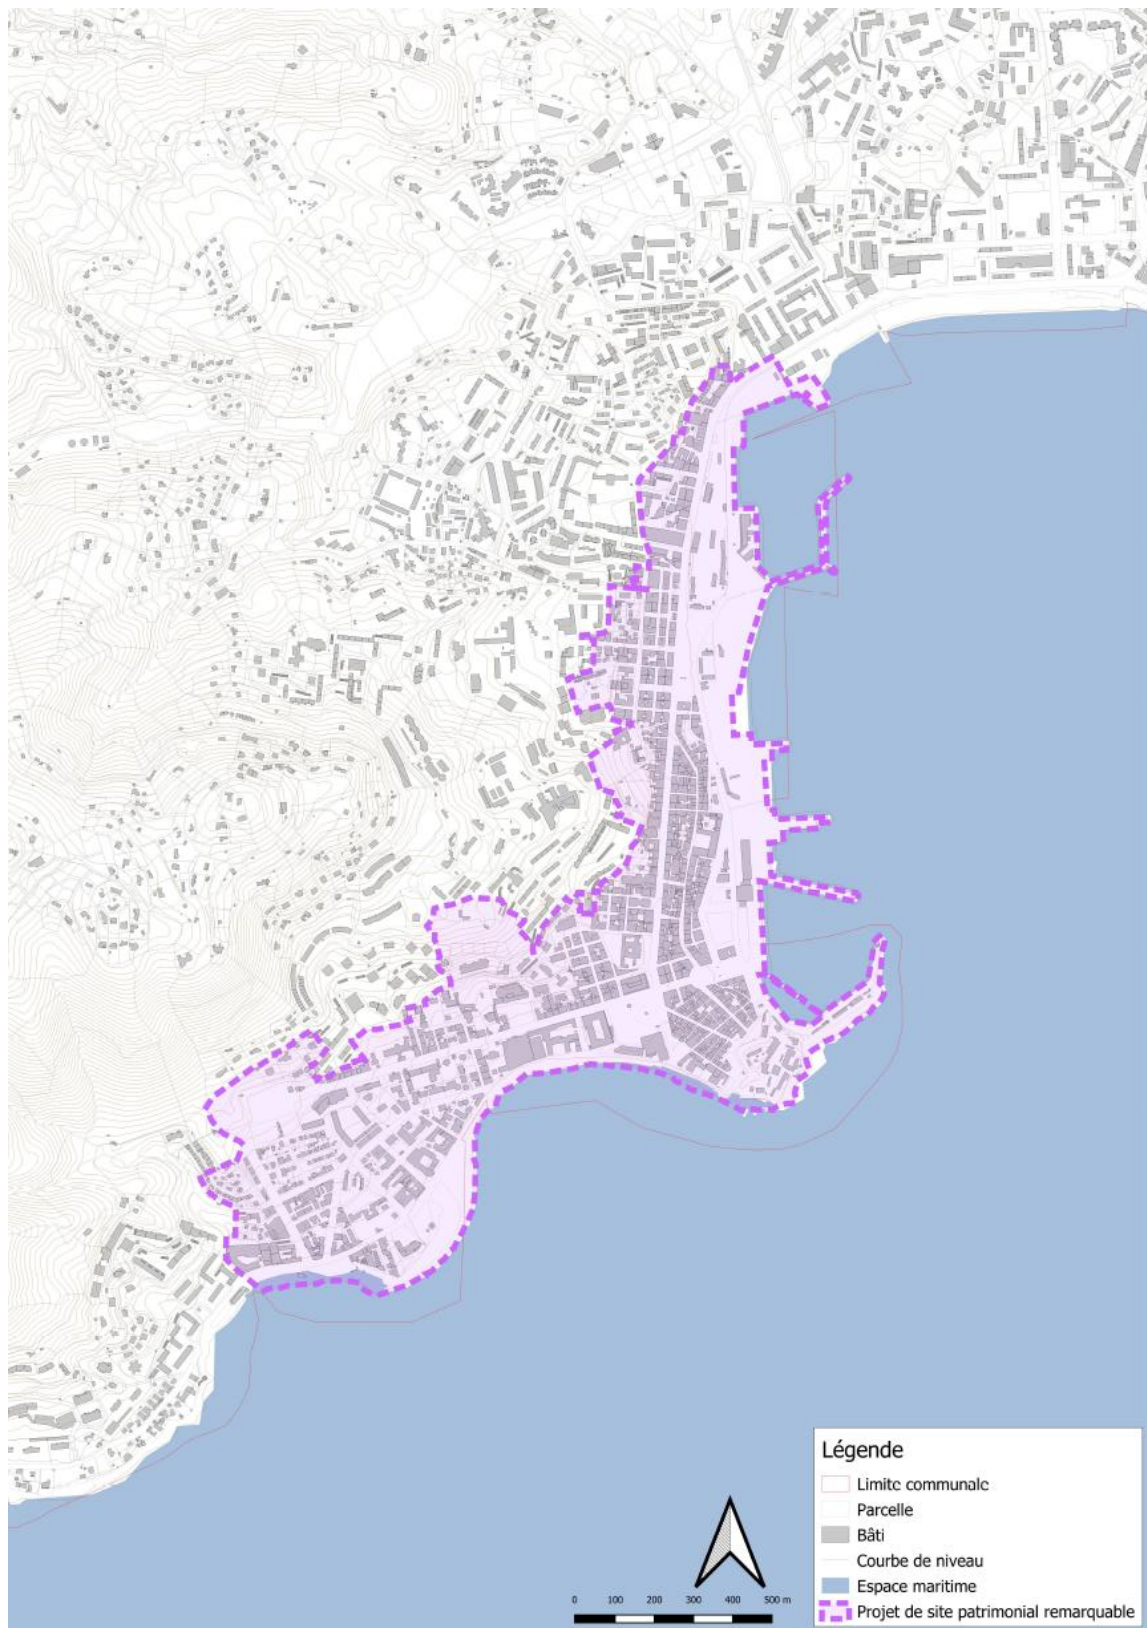 Légende
Limite communale
Parcelle
Bâti
Courbe de niveau
Espace maritime
Projet de site patrimonial remarquable
0 100 200 300 400 500 m